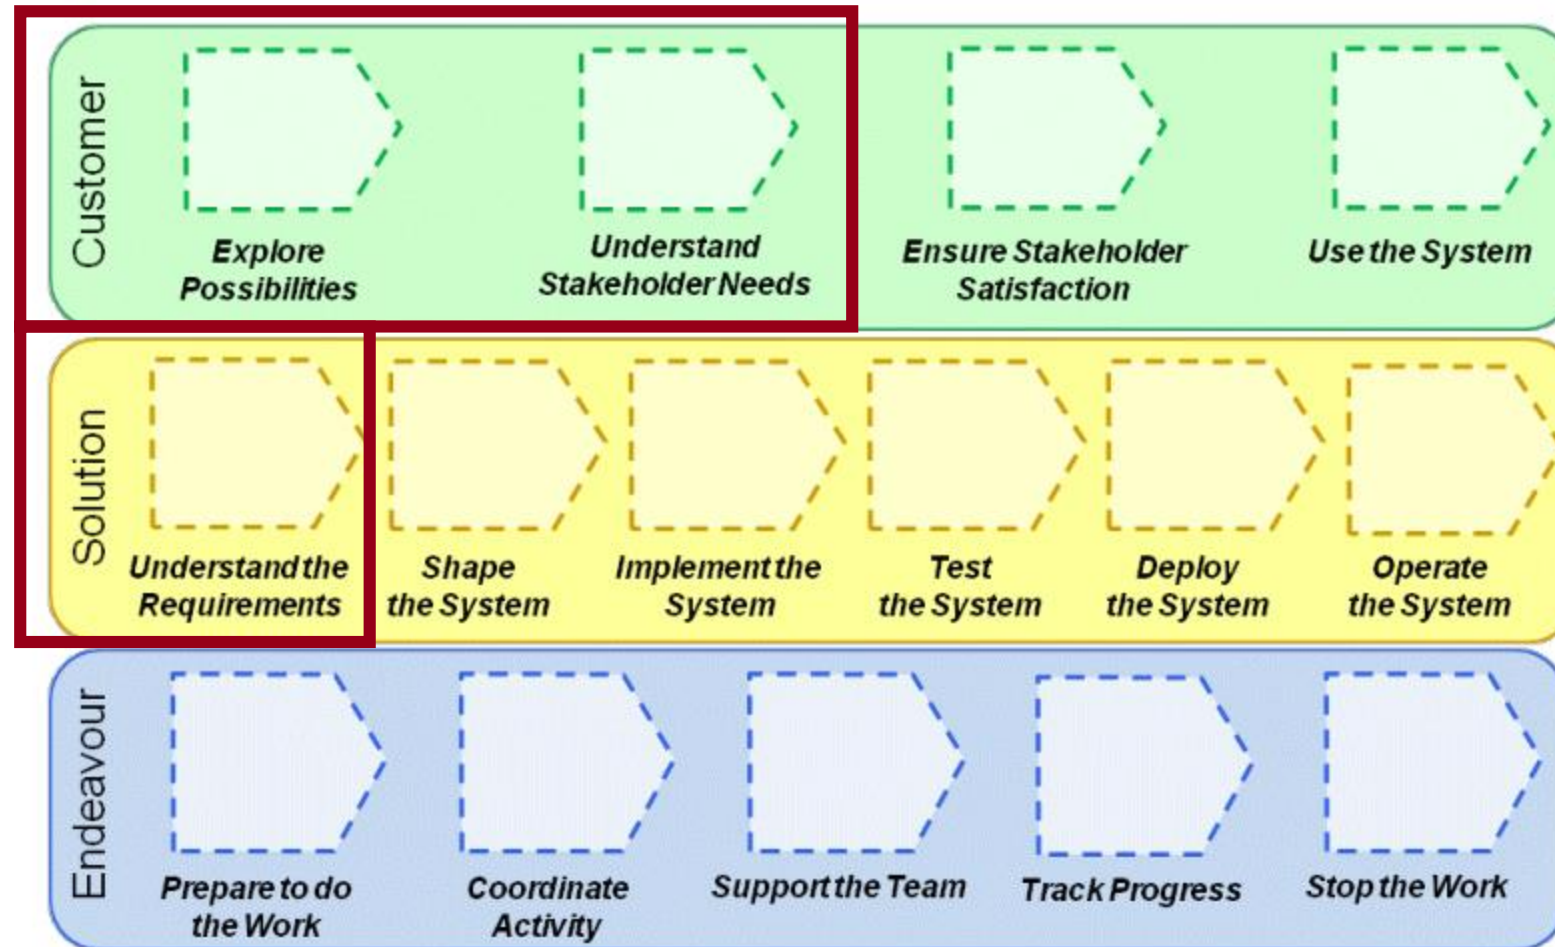 Customer
Explore
Possibilities
Understand
Stakeholder Needs
Ensure Stakeholder
Satisfaction
Use the System
Solution
Understand the
Requirements
Shape
the System
Implement the
System
Test
the System
Deploy
the System
Operate
the System
Endeavour
Prepare to do
the Work
Coordinate
Activity
Support the Team
Track Progress
Stop the Work